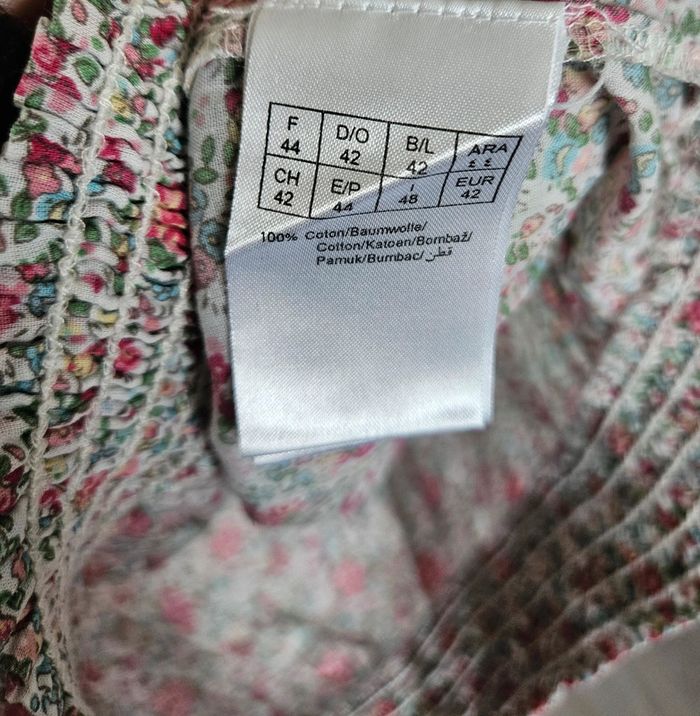 F D/O B/L ARA
44 42 42 ٤٤
CH E/P I EUR
42 44 48 42
100% Coton/Baumwolle/
Cotton/Katoen/Bombaž/
Pamuk/Bumbac/قطن